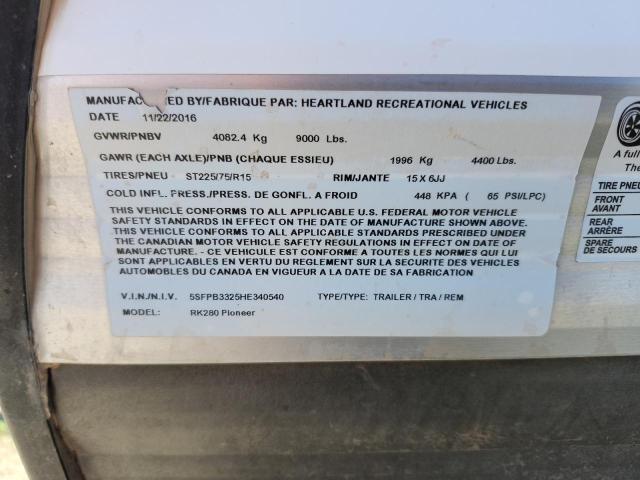 MANUFACTURED BY/FABRIQUE PAR: HEARTLAND RECREATIONAL VEHICLES
DATE 11/22/2016
GVWR/PNBV 4082.4 Kg 9000 Lbs.
GAWR (EACH AXLE)/PNB (CHAQUE ESSIEU) 1996 Kg 4400 Lbs.
TIRES/PNEU ST225/75/R15 RIM/JANTE 15 X 6JJ
COLD INFL. PRESS./PRESS. DE GONFL. A FROID 448 KPA ( 65 PSI/LPC)
THIS VEHICLE CONFORMS TO ALL APPLICABLE U.S. FEDERAL MOTOR VEHICLE
SAFETY STANDARDS IN EFFECT ON DATE OF MANUFACTURE SHOWN ABOVE.
/THIS VEHICLE CONFORMS TO ALL APPLICABLE STANDARDS PRESCRIBED UNDER
THE CANADIAN MOTOR VEHICLE SAFETY REGULATIONS IN EFFECT ON DATE OF
MANUFACTURE. - CE VEHICULE EST CONFORME A TOUTES LES NORMES QUI LUI
SONT APPLICABLES EN VERTU DU REGLEMENT SUR LA SECURITE DES VEHICLES
AUTOMOBILES DU CANADA EN VIGUEUR A LA DATE DE SA FABRICATION
V.I.N./N.I.V. 5SFPB3325HE340540 TYPE/TYPE: TRAILER / TRA / REM
MODEL: RK280 Pioneer
A full
The
TIRE PNEU
FRONT
AVANT
REAR
ARRIÈRE
SPARE
DE SECOURS